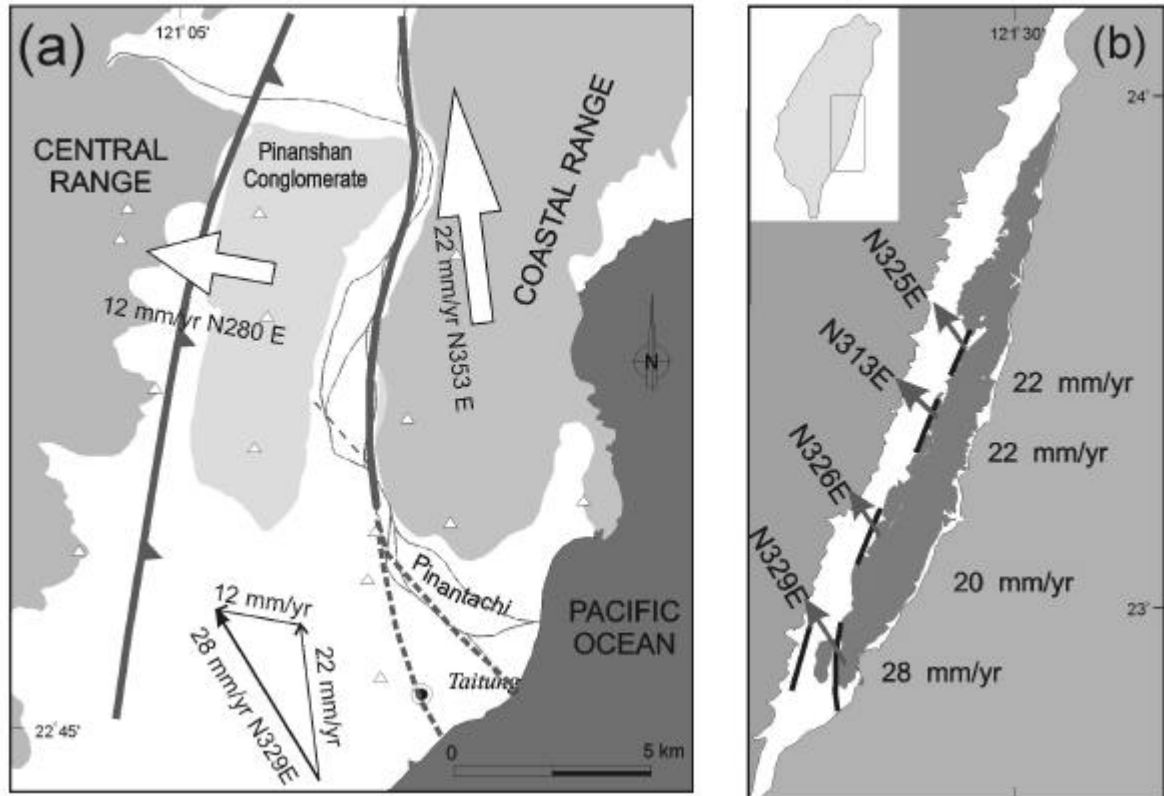 (a)
121° 05'
CENTRAL
RANGE
Pinanshan
Conglomerate
COASTAL RANGE
22 mm/yr N353 E
12 mm/yr N280 E
N
12 mm/yr
22 mm/yr
28 mm/yr N329E
Pinantachi
PACIFIC
OCEAN
Taitung
22° 45'
0 5 km
(b)
121° 30'
24°
N325E
N313E
22 mm/yr
N326E
22 mm/yr
N329E
20 mm/yr
23°
28 mm/yr